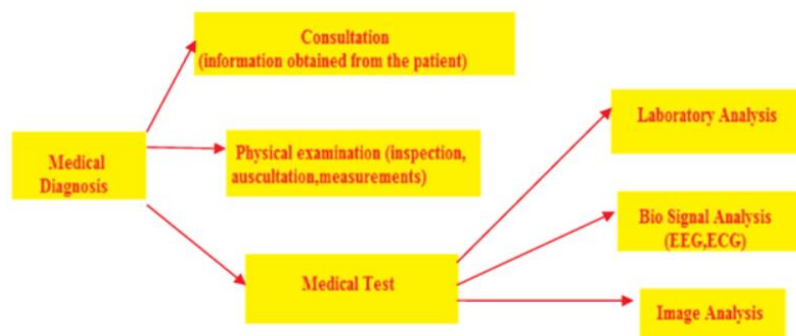 Consultation
(information obtained from the patient)
Laboratory Analysis
Medical
Diagnosis
Physical examination (inspection,
auscultation,measurements)
Bio Signal Analysis
(EEG,ECG)
Medical Test
Image Analysis